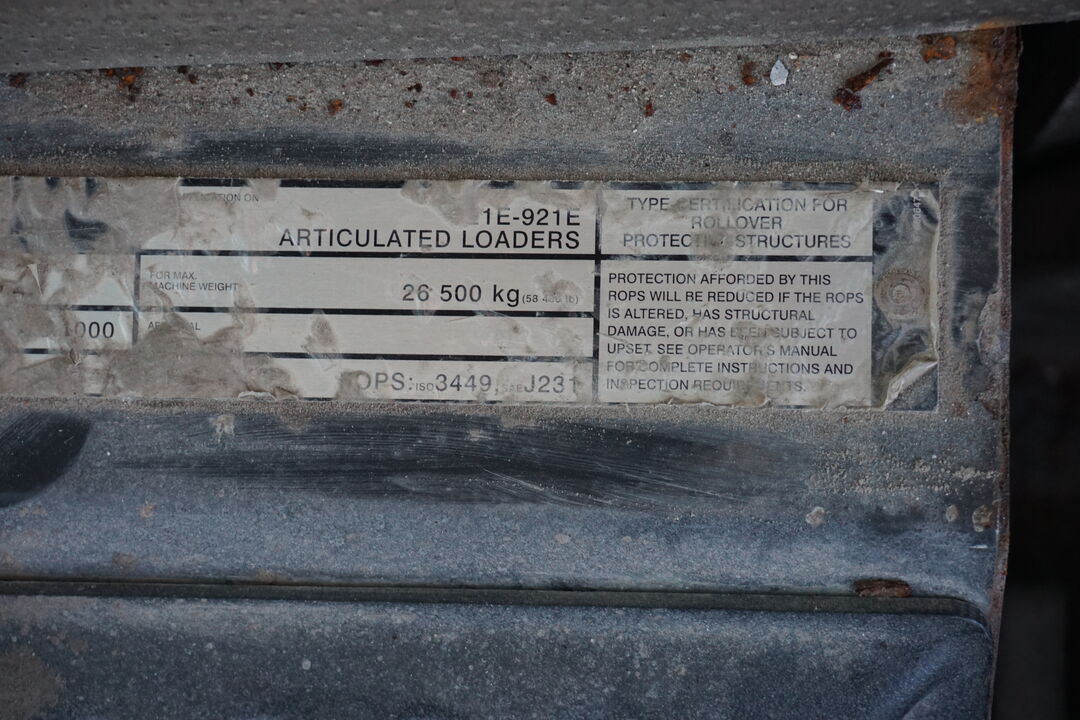 1E-921E
ARTICULATED LOADERS
FOR MAX.
MACHINE WEIGHT
26 500 kg
000
OPS: ISO 3449, SAE J231
TYPE CERTIFICATION FOR
ROLLOVER
PROTECTIVE STRUCTURES
PROTECTION AFFORDED BY THIS
ROPS WILL BE REDUCED IF THE ROPS
IS ALTERED, HAS STRUCTURAL
DAMAGE, OR HAS BEEN SUBJECT TO
UPSET. SEE OPERATOR'S MANUAL
FOR COMPLETE INSTRUCTIONS AND
INSPECTION REQUIREMENTS.